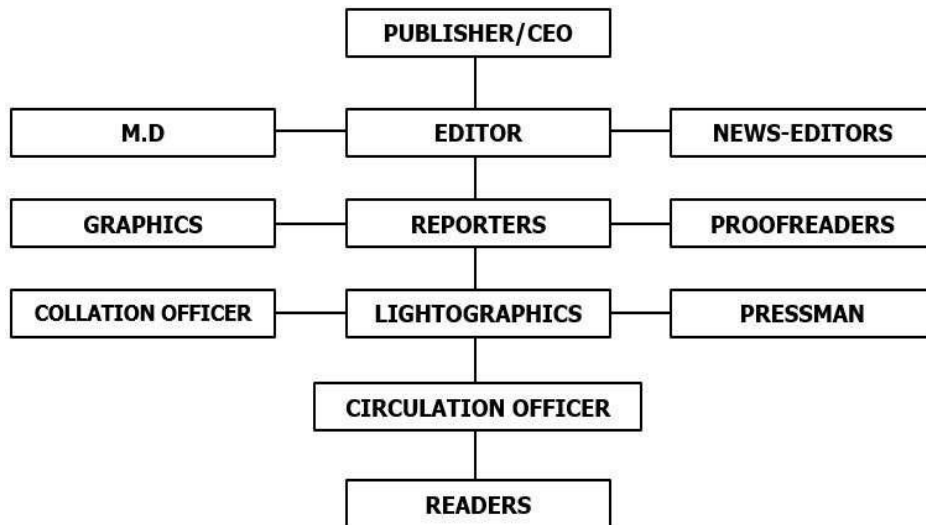 PUBLISHER/CEO
M.D
EDITOR
NEWS-EDITORS
GRAPHICS
REPORTERS
PROOFREADERS
COLLATION OFFICER
LIGHTOGRAPHICS
PRESSMAN
CIRCULATION OFFICER
READERS